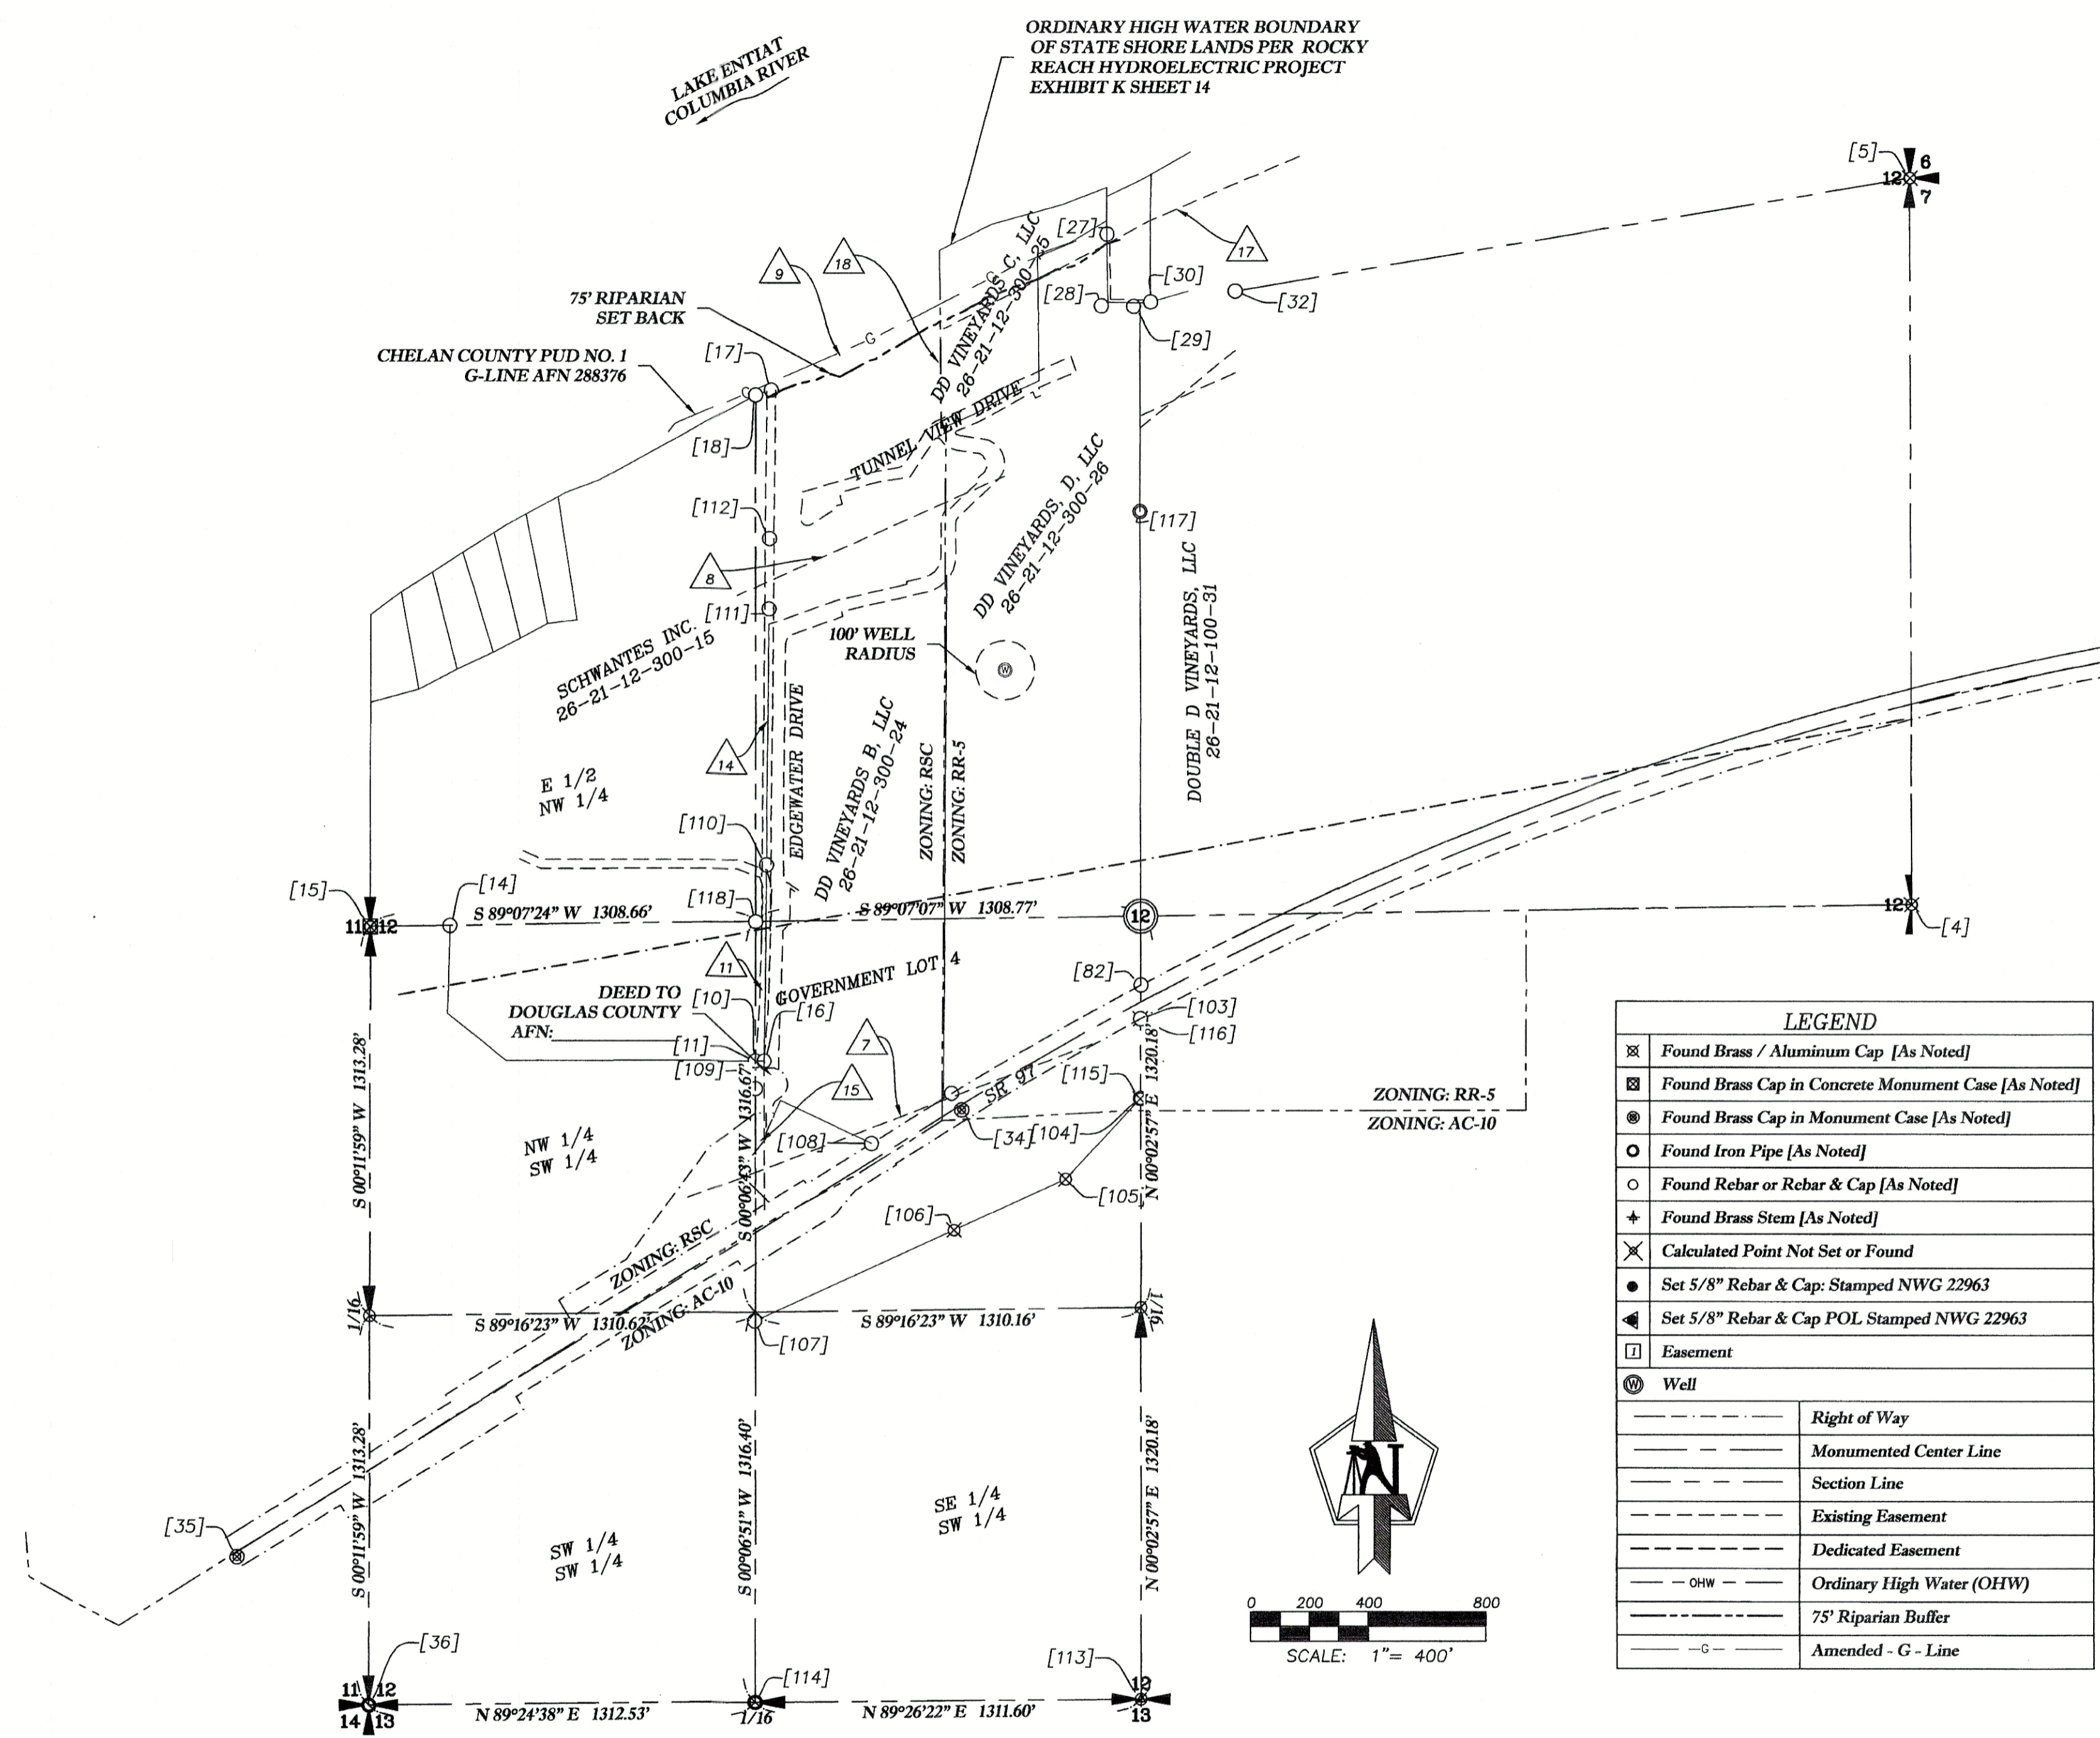 ORDINARY HIGH WATER BOUNDARY
OF STATE SHORE LANDS PER ROCKY
REACH HYDROELECTRIC PROJECT
EXHIBIT K SHEET 14
LAKE ENTIAT
COLUMBIA RIVER
[5]
6
12
7
[27]
17
9
18
[30]
[28]
[32]
75' RIPARIAN
SET BACK
[29]
G
G
DD VINEYARDS C, LLC
26-21-12-300-25
CHELAN COUNTY PUD NO. 1
G-LINE AFN 288376
[17]
G
[18]
TUNNEL VIEW DRIVE
[112]
DD VINEYARDS, D, LLC
26-21-12-300-26
[117]
8
[111]
DOUBLE D VINEYARDS, LLC
26-21-12-100-31
SCHWANTES INC.
26-21-12-300-15
100' WELL
RADIUS
W
EDGEWATER DRIVE
DD VINEYARDS B, LLC
26-21-12-300-24
ZONING: RSC
ZONING: RR-5
14
E 1/2
NW 1/4
[110]
[15]
[14]
[118]
11
12
S 89°07'24" W 1308.66'
S 89°07'07" W 1308.77'
12
12
[4]
11
GOVERNMENT LOT 4
[82]
DEED TO
DOUGLAS COUNTY
AFN:
[10]
[16]
[103]
[116]
[11]
[109]
7
15
SR 97
[115]
S 00°11'59" W 1313.28'
S 00°06'43" W 1316.67'
N 00°02'57" E 1320.18'
ZONING: RR-5
ZONING: AC-10
[108]
[34]
[104]
NW 1/4
SW 1/4
[105]
[106]
ZONING: RSC
ZONING: AC-10
1/16
S 89°16'23" W 1310.62'
S 89°16'23" W 1310.16'
1/16
[107]
S 00°11'59" W 1313.28'
S 00°06'51" W 1316.40'
N 00°02'57" E 1320.18'
SE 1/4
SW 1/4
SW 1/4
SW 1/4
[35]
[36]
[114]
[113]
11
12
14
13
N 89°24'38" E 1312.53'
1/16
N 89°26'22" E 1311.60'
12
13
N
0 200 400 800
SCALE: 1"= 400'
LEGEND
Found Brass / Aluminum Cap [As Noted]
Found Brass Cap in Concrete Monument Case [As Noted]
Found Brass Cap in Monument Case [As Noted]
Found Iron Pipe [As Noted]
Found Rebar or Rebar & Cap [As Noted]
Found Brass Stem [As Noted]
Calculated Point Not Set or Found
Set 5/8" Rebar & Cap: Stamped NWG 22963
Set 5/8" Rebar & Cap POL Stamped NWG 22963
1 Easement
W Well
Right of Way
Monumented Center Line
Section Line
Existing Easement
Dedicated Easement
OHW Ordinary High Water (OHW)
75' Riparian Buffer
G Amended - G - Line